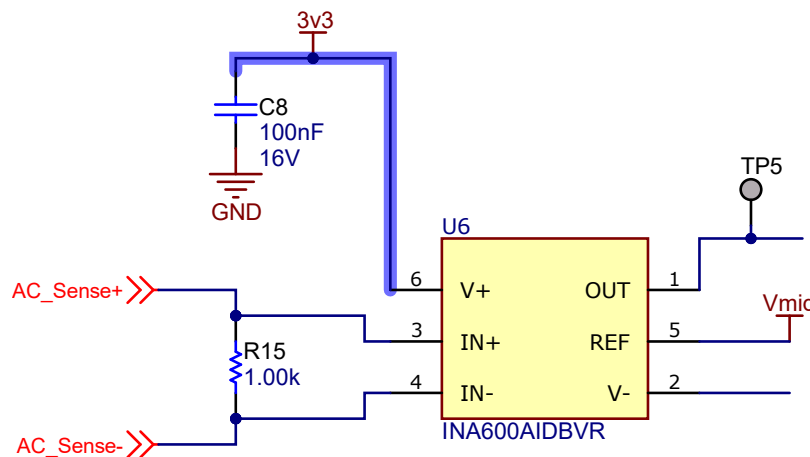 3v3
C8
100nF
16V
GND
TP5
U6
AC_Sense+
6
V+
OUT
1
Vmid
3
IN+
REF
5
R15
1.00k
4
IN-
V-
2
AC_Sense-
INA600AIDBVR